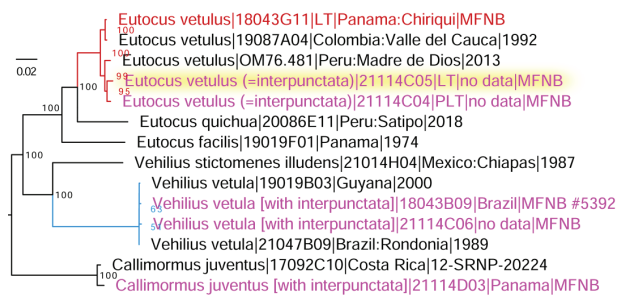 Eutocus vetulus|18043G11|LT|Panama:Chiriqui|MFNB
100
Eutocus vetulus|19087A04|Colombia:Valle del Cauca|1992
100
Eutocus vetulus|OM76.481|Peru:Madre de Dios|2013
0.02
99
Eutocus vetulus (=interpunctata)|21114C05|LT|no data|MFNB
100
95
Eutocus vetulus (=interpunctata)|21114C04|PLT|no data|MFNB
Eutocus quichua|20086E11|Peru:Satipo|2018
Eutocus facilis|19019F01|Panama|1974
100
Vehilius stictomenes illudens|21014H04|Mexico:Chiapas|1987
Vehilius vetula|19019B03|Guyana|2000
100
Vehilius vetula [with interpunctata]|18043B09|Brazil|MFNB #5392
Vehilius vetula [with interpunctata]|21114C06|no data|MFNB
Vehilius vetula|21047B09|Brazil:Rondonia|1989
Callimormus juventus|17092C10|Costa Rica|12-SRNP-20224
100
Callimormus juventus [with interpunctata]|21114D03|Panama|MFNB